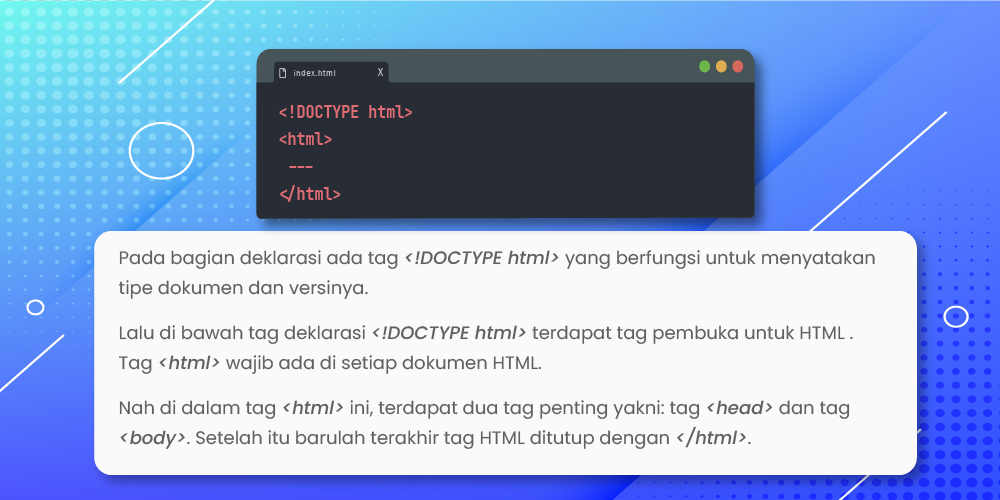 index.html X
<!DOCTYPE html>
<html>
---
</html>
Pada bagian deklarasi ada tag <!DOCTYPE html> yang berfungsi untuk menyatakan
tipe dokumen dan versinya.
Lalu di bawah tag deklarasi <!DOCTYPE html> terdapat tag pembuka untuk HTML .
Tag <html> wajib ada di setiap dokumen HTML.
Nah di dalam tag <html> ini, terdapat dua tag penting yakni: tag <head> dan tag
<body>. Setelah itu barulah terakhir tag HTML ditutup dengan </html>.